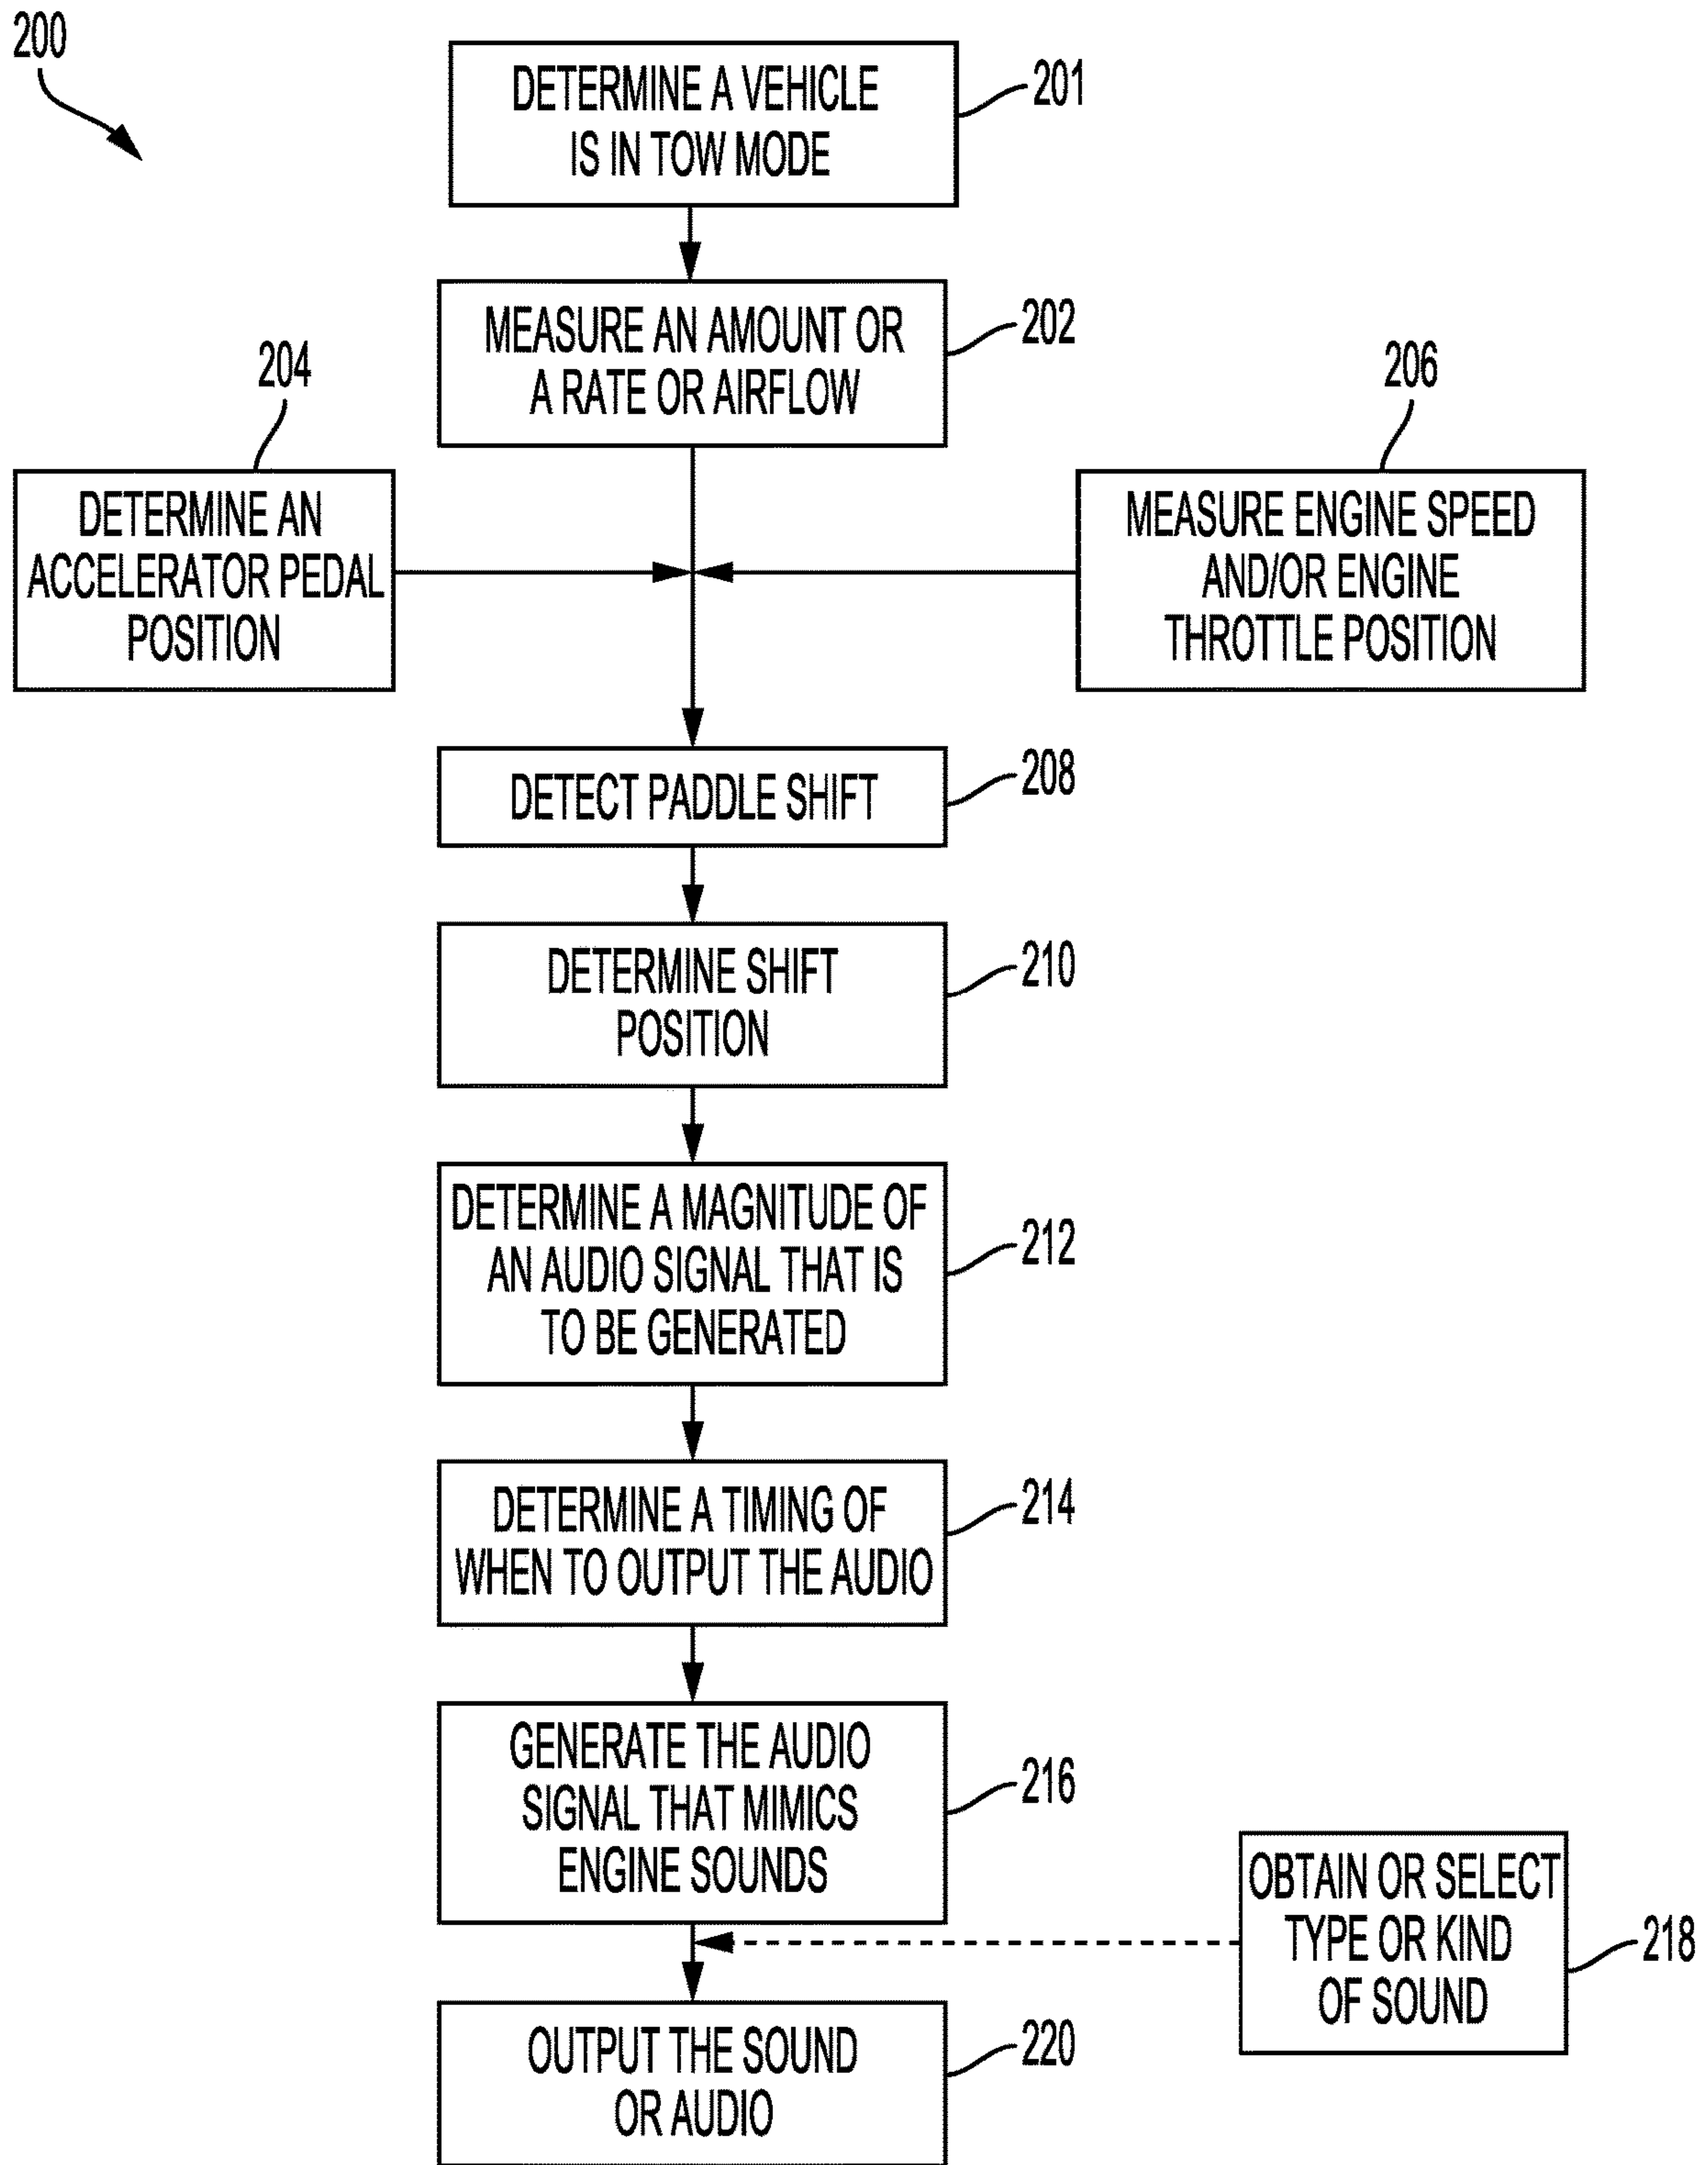 200
DETERMINE A VEHICLE
IS IN TOW MODE
201
MEASURE AN AMOUNT OR
A RATE OR AIRFLOW
202
204
DETERMINE AN
ACCELERATOR PEDAL
POSITION
206
MEASURE ENGINE SPEED
AND/OR ENGINE
THROTTLE POSITION
DETECT PADDLE SHIFT
208
DETERMINE SHIFT
POSITION
210
DETERMINE A MAGNITUDE OF
AN AUDIO SIGNAL THAT IS
TO BE GENERATED
212
DETERMINE A TIMING OF
WHEN TO OUTPUT THE AUDIO
214
GENERATE THE AUDIO
SIGNAL THAT MIMICS
ENGINE SOUNDS
216
OBTAIN OR SELECT
TYPE OR KIND
OF SOUND
218
OUTPUT THE SOUND
OR AUDIO
220